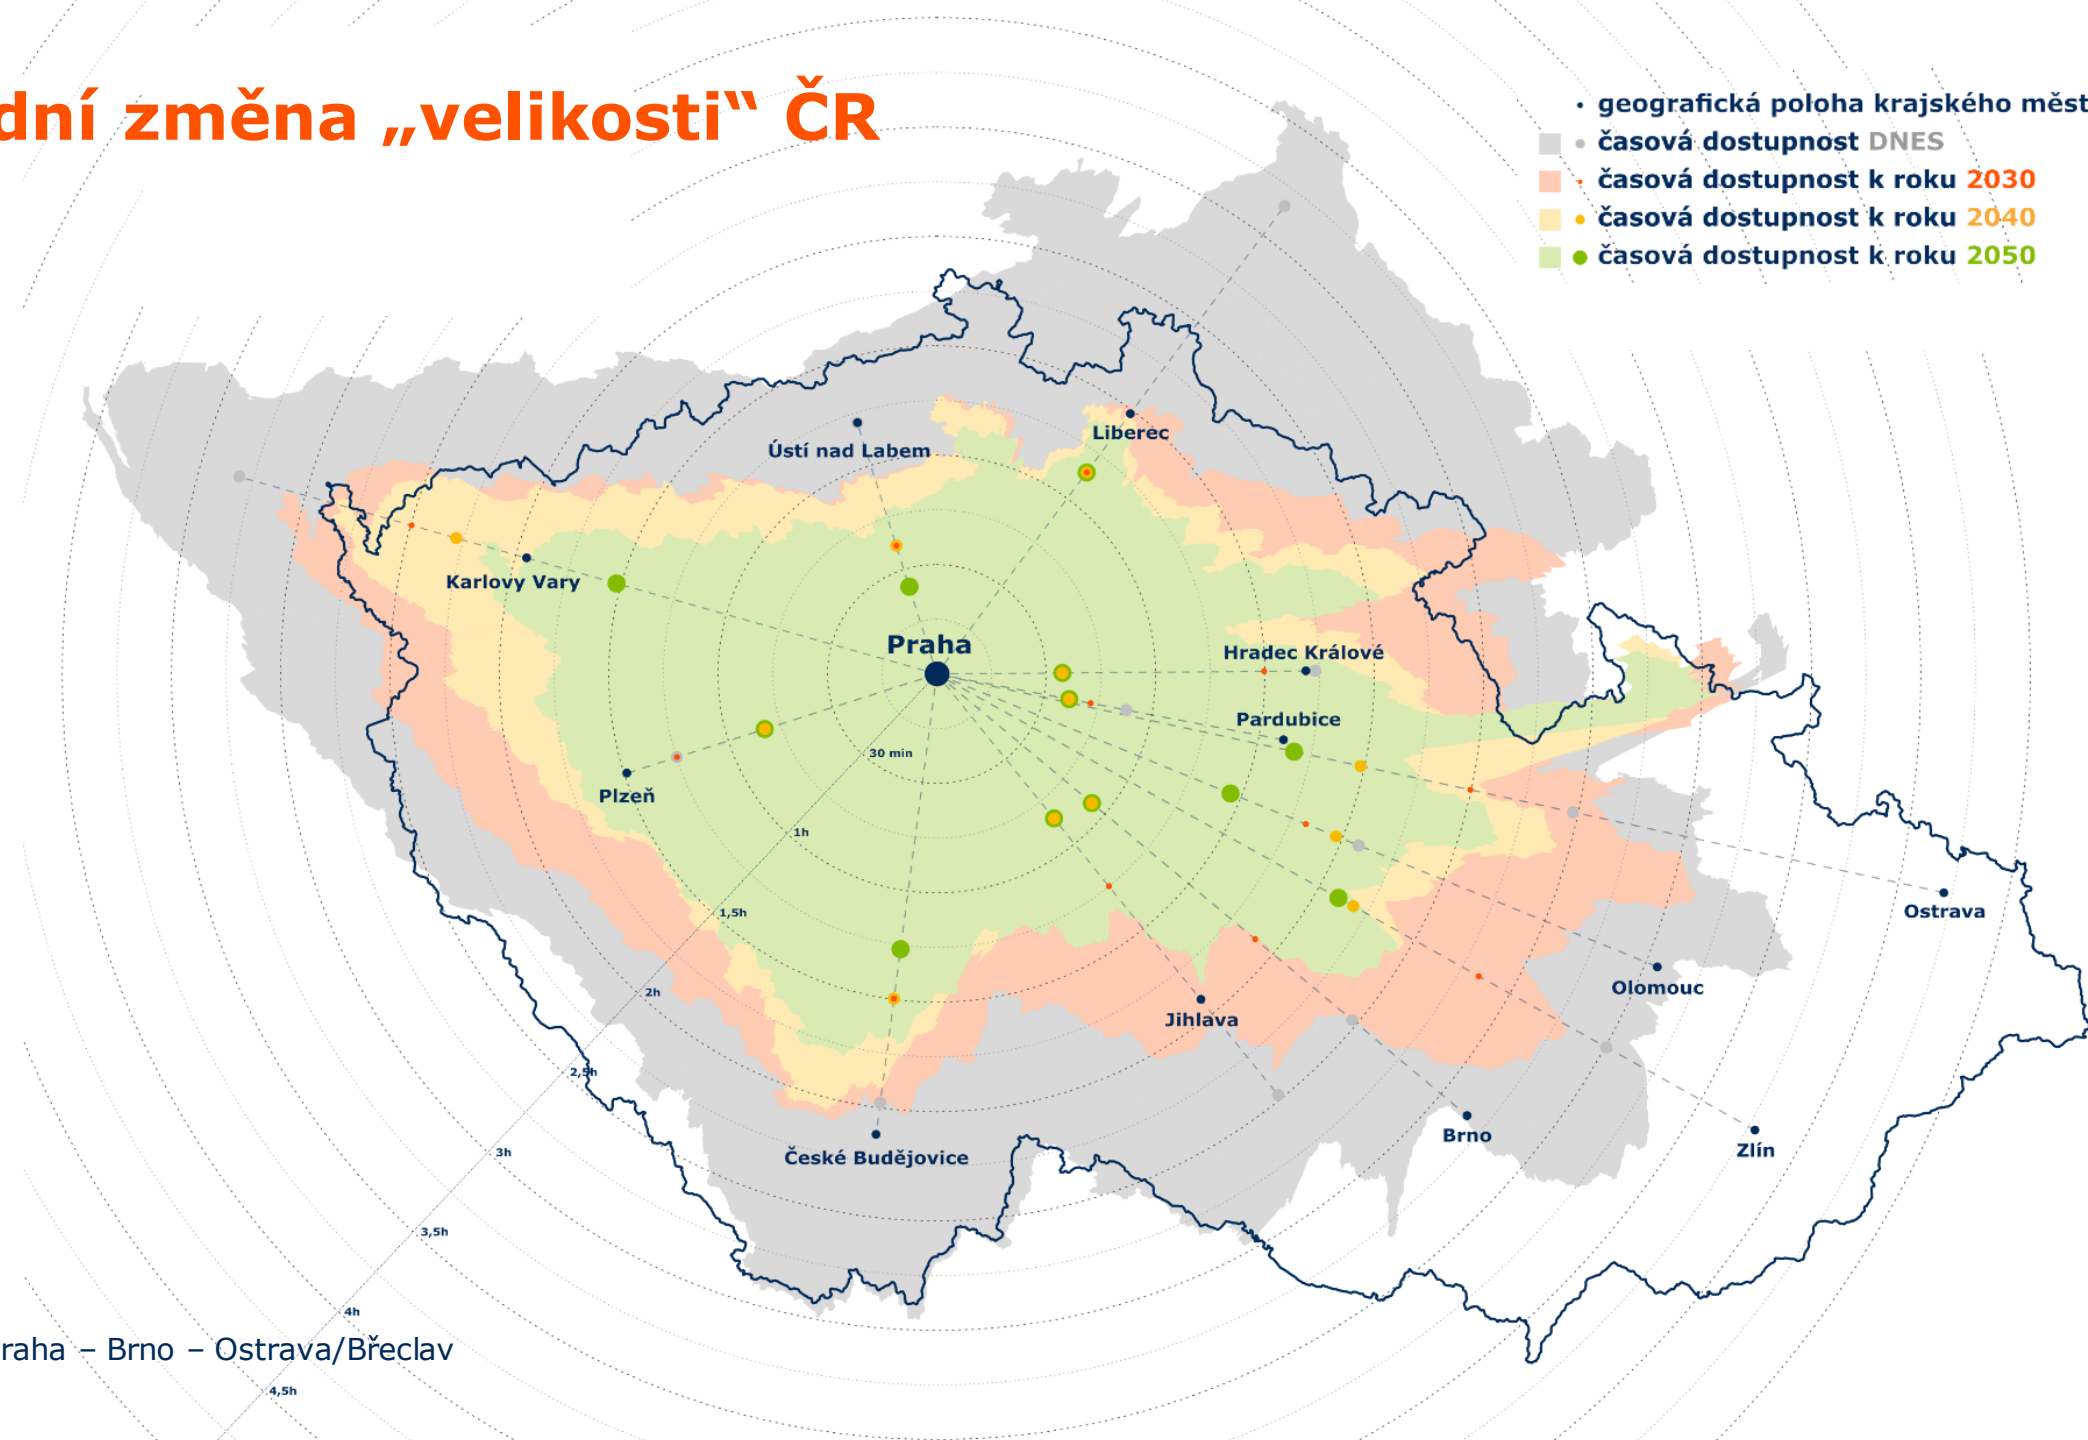 dní změna „velikosti“ ČR
geografická poloha krajského měst
časová dostupnost DNES
časová dostupnost k roku 2030
časová dostupnost k roku 2040
časová dostupnost k roku 2050
Liberec
Ústí nad Labem
Karlovy Vary
Praha
Hradec Králové
Pardubice
30 min
Plzeň
1h
1,5h
Ostrava
2h
Olomouc
Jihlava
2,5h
Brno
Zlín
České Budějovice
3h
3,5h
4h
raha – Brno – Ostrava/Břeclav
4,5h